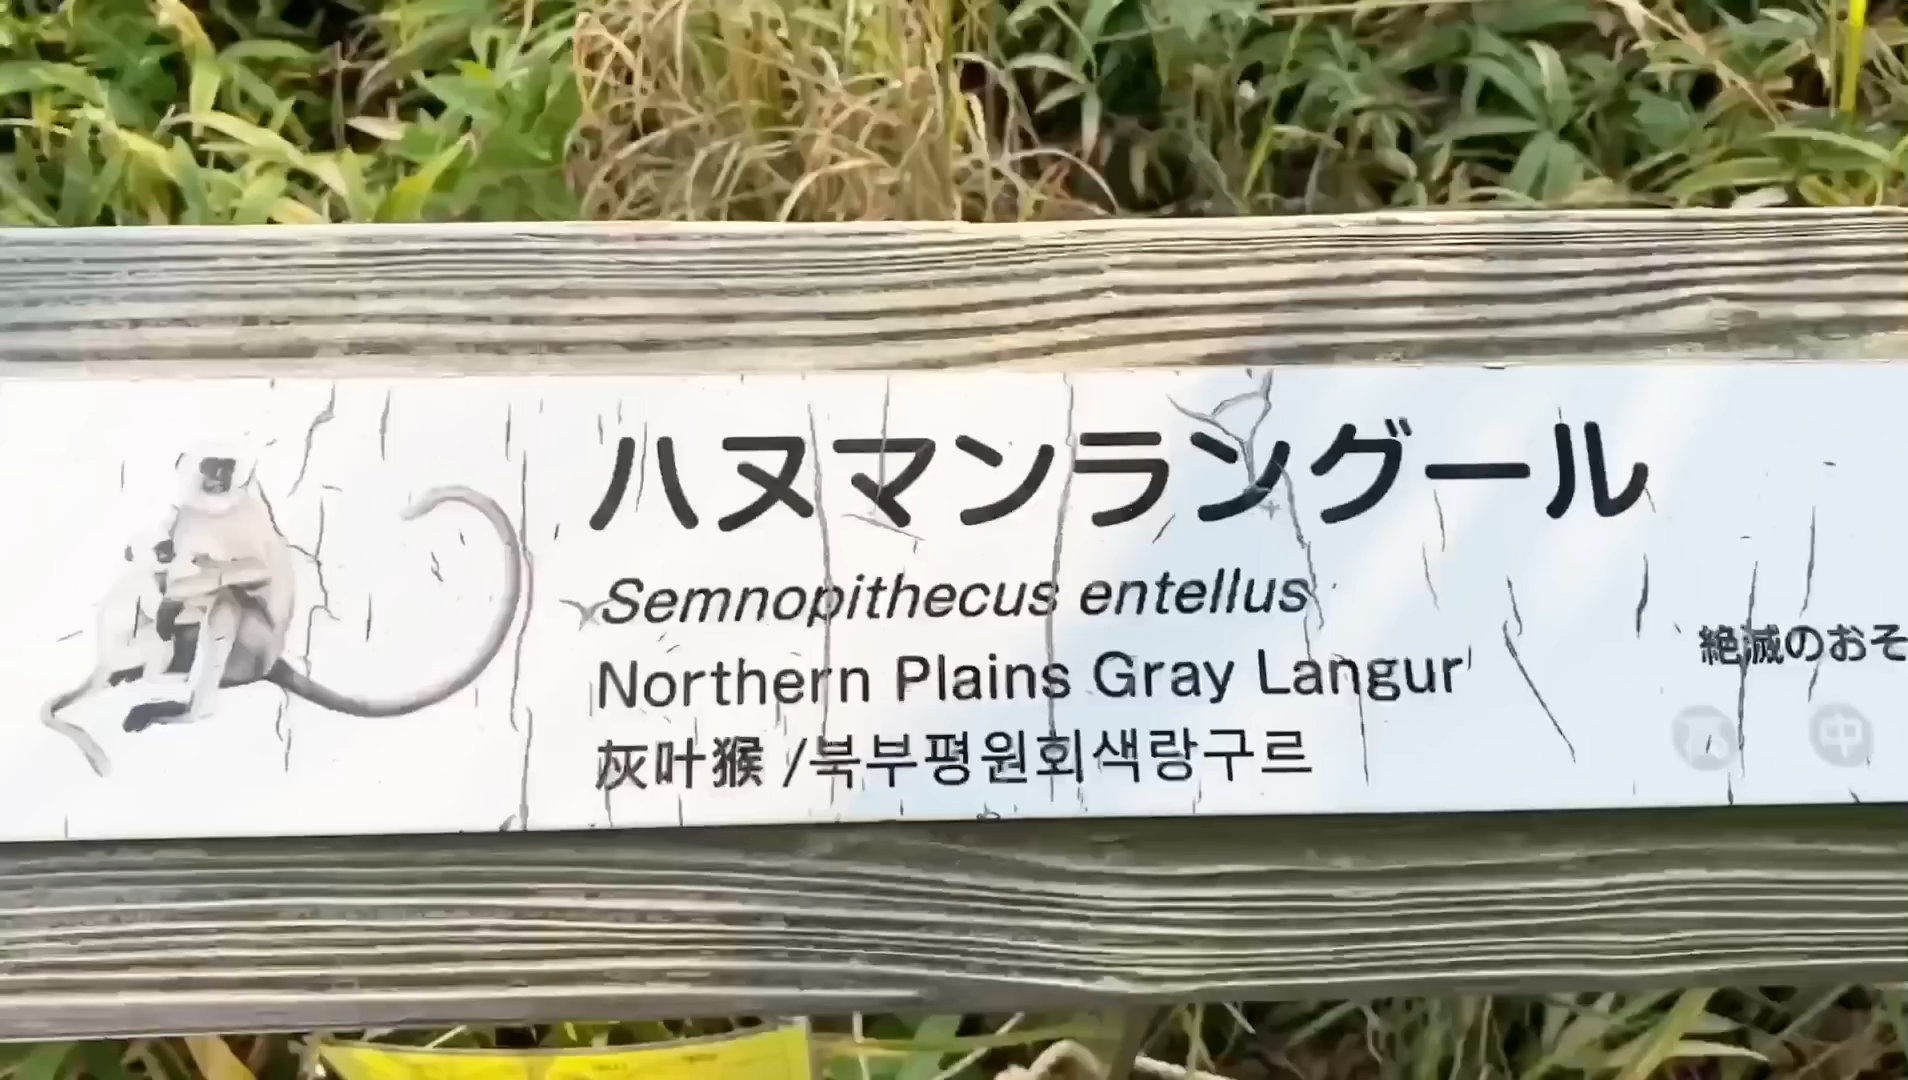 ハヌマンラングール
Semnopithecus entellus
Northern Plains Gray Langur
灰叶猴 /북부평원회색랑구르
絶滅のおそ
中